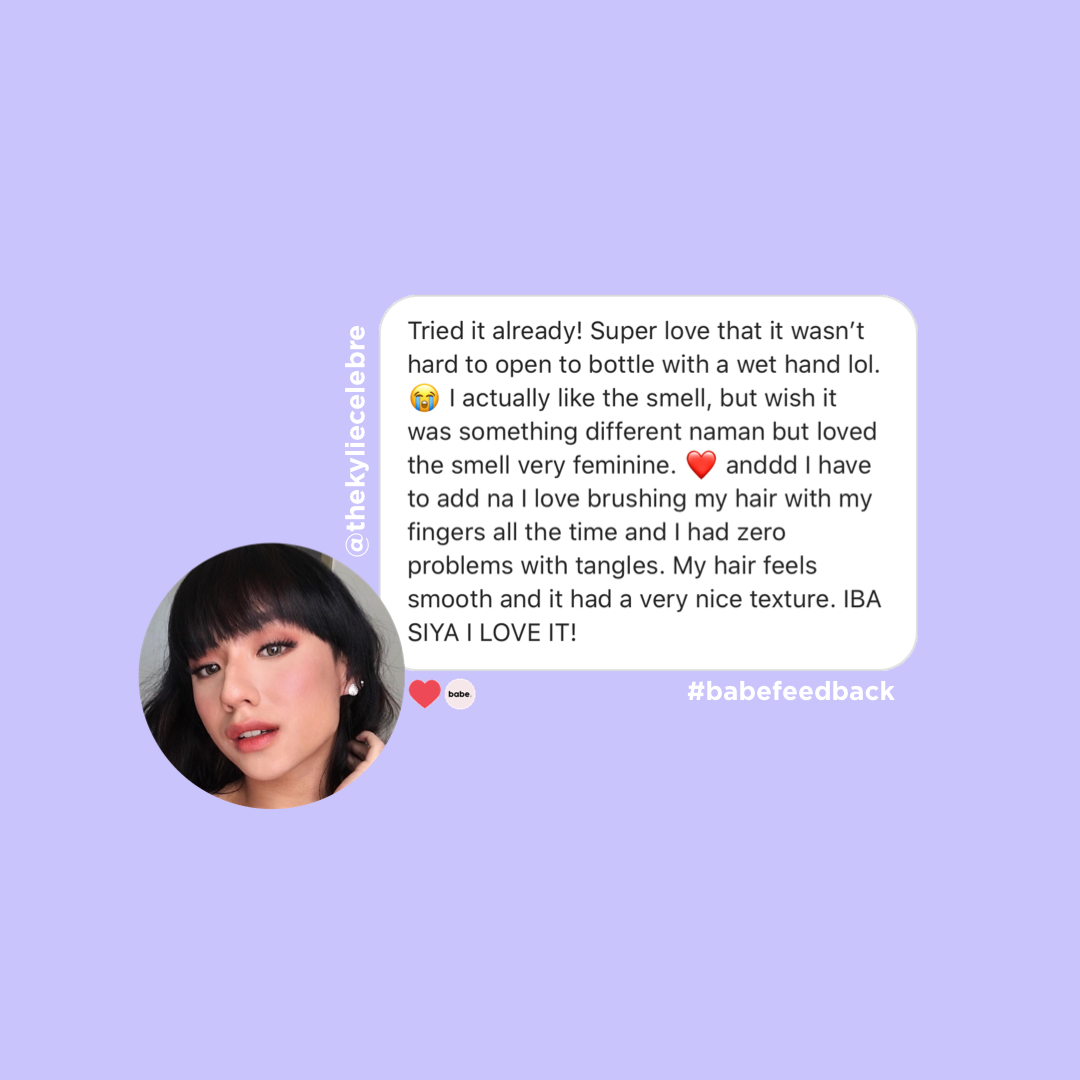 @thekyliecelebre
Tried it already! Super love that it wasn’t
hard to open to bottle with a wet hand lol.
😭 I actually like the smell, but wish it
was something different naman but loved
the smell very feminine. ❤️ anddd I have
to add na I love brushing my hair with my
fingers all the time and I had zero
problems with tangles. My hair feels
smooth and it had a very nice texture. IBA
SIYA I LOVE IT!
babe.
#babefeedback